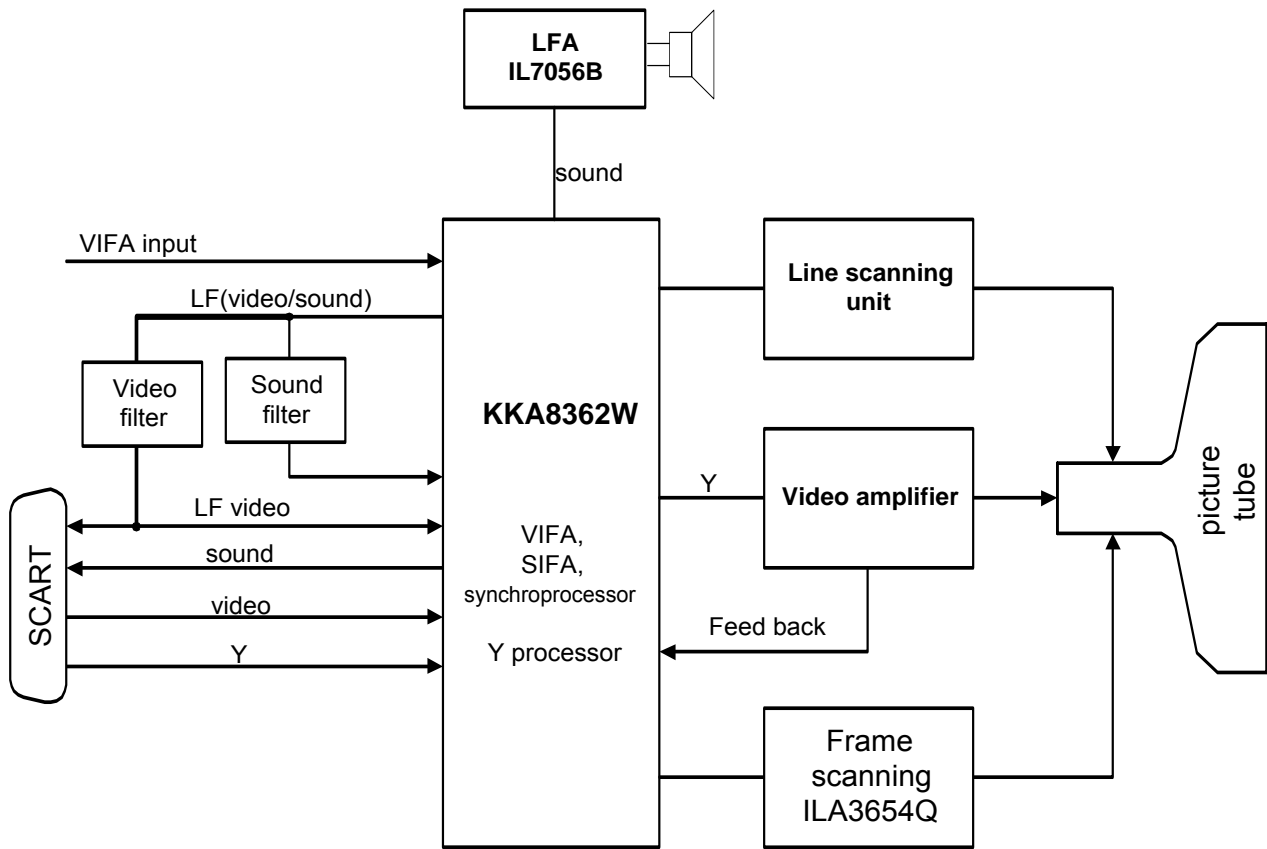 LFA
IL7056B
sound
VIFA input
LF(video/sound)
Video
filter
Sound
filter
LF video
sound
video
Y
SCART
KKA8362W
VIFA,
SIFA,
synchroprocessor
Y processor
Line scanning
unit
Y
Video amplifier
Feed back
Frame
scanning
ILA3654Q
picture
tube